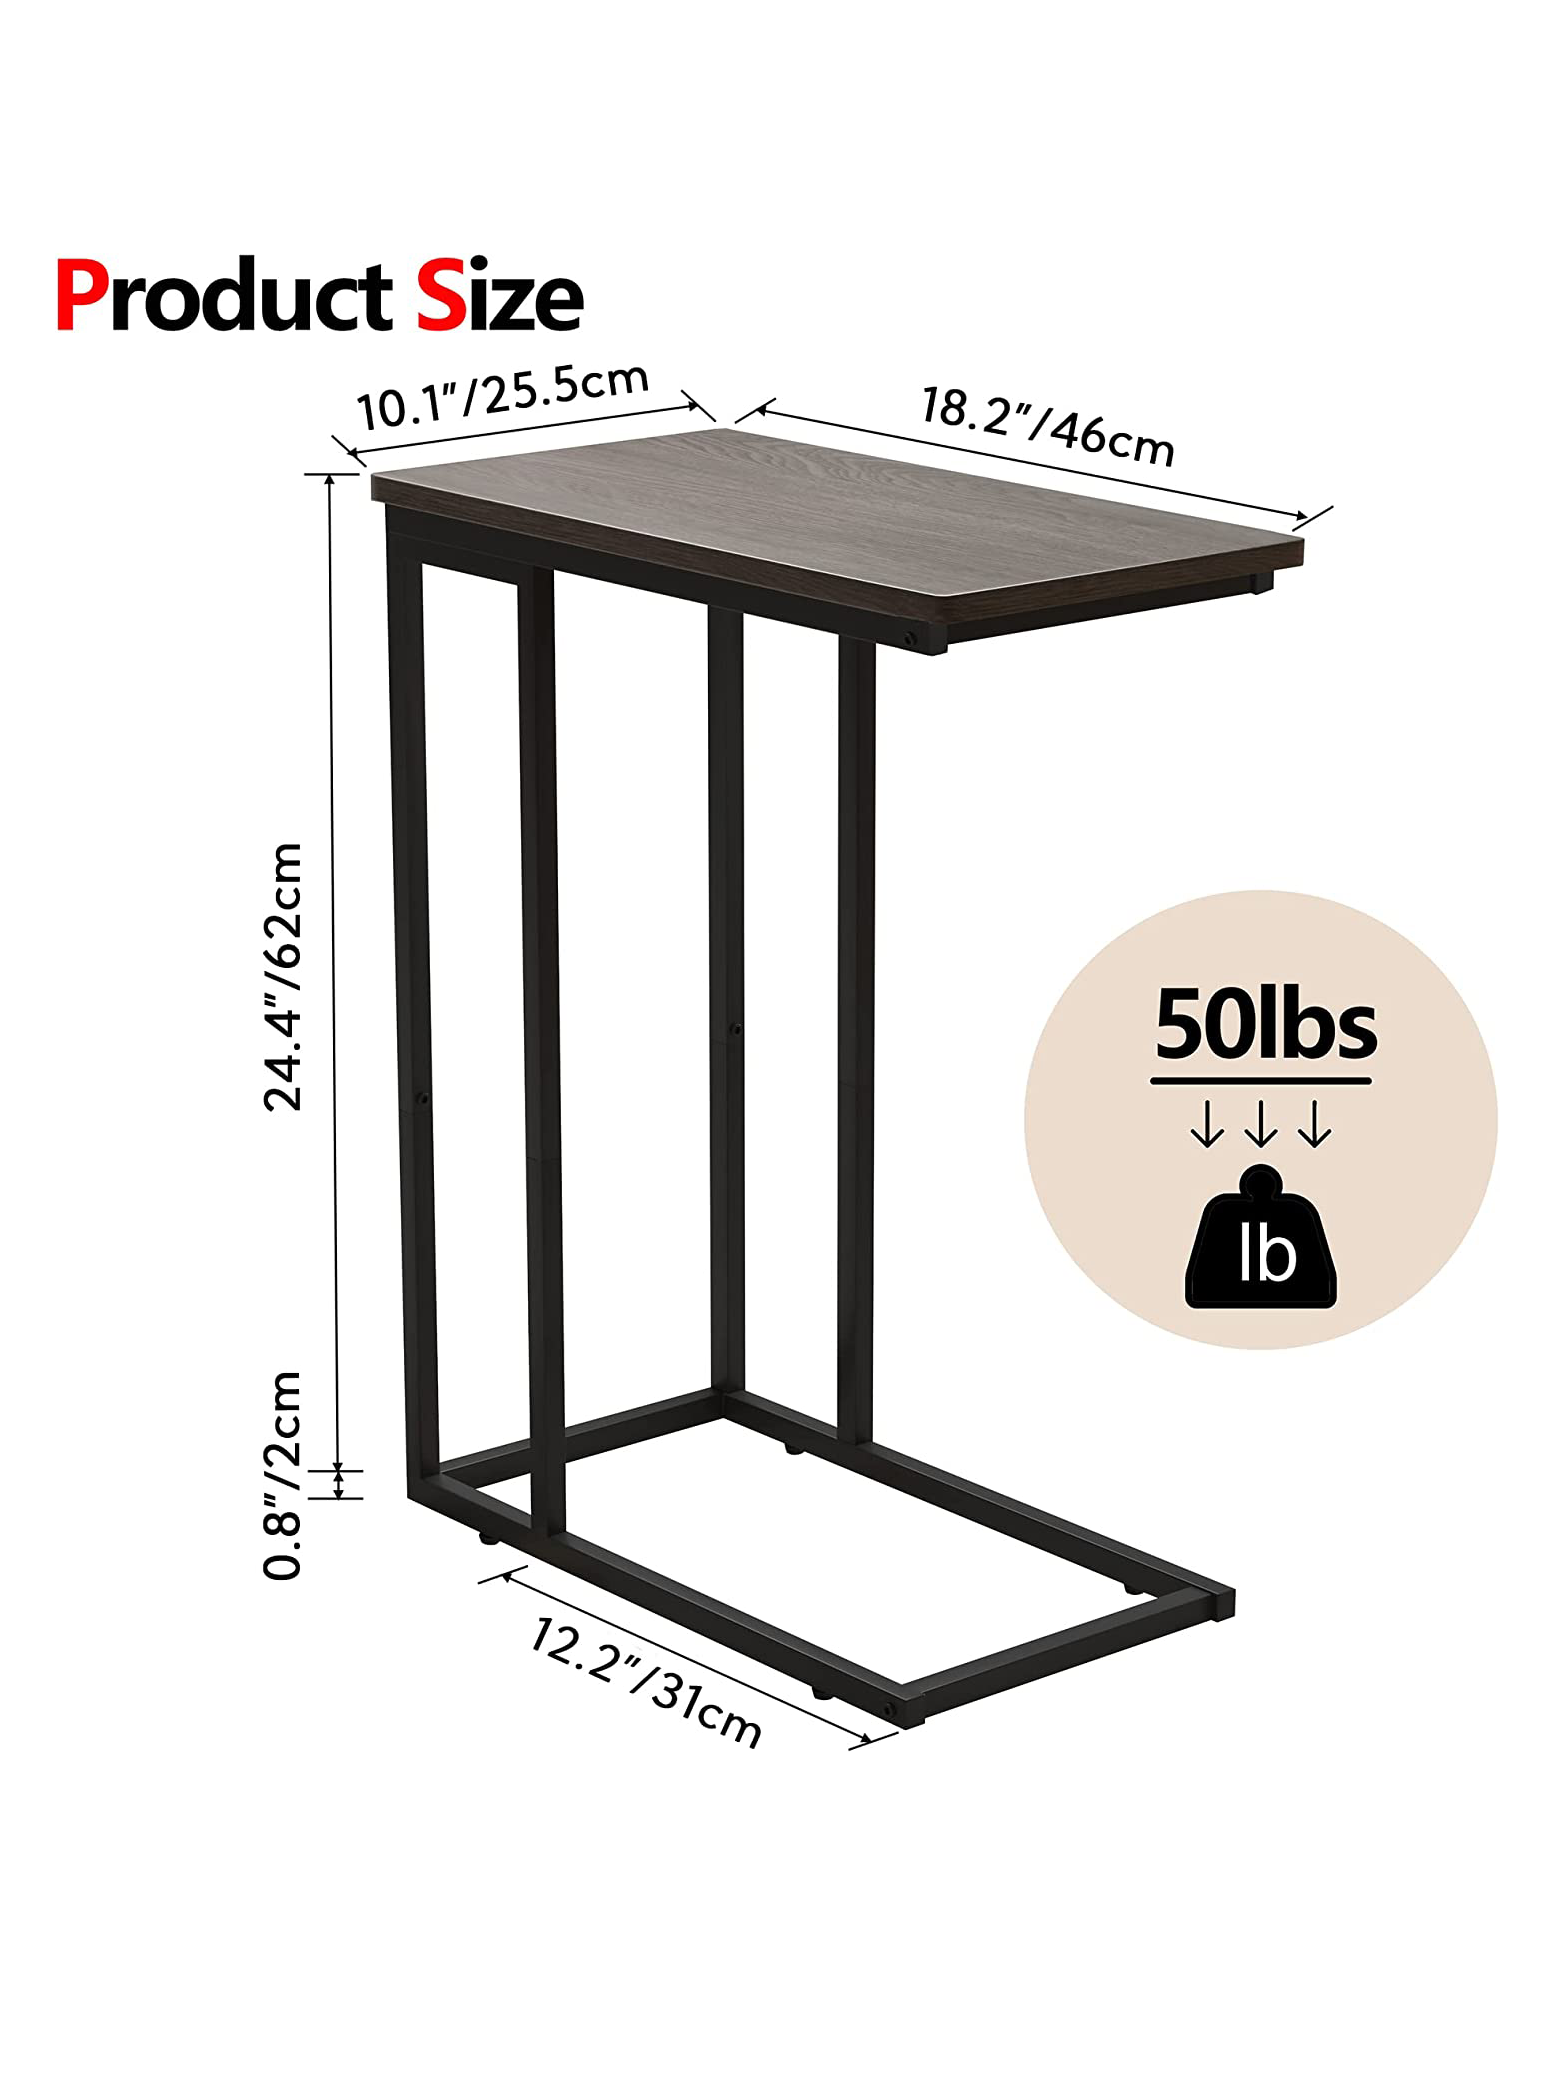 Product Size
10.1"/25.5cm
18.2"/46cm
24.4"/62cm
50lbs
lb
0.8"/2cm
12.2"/31cm